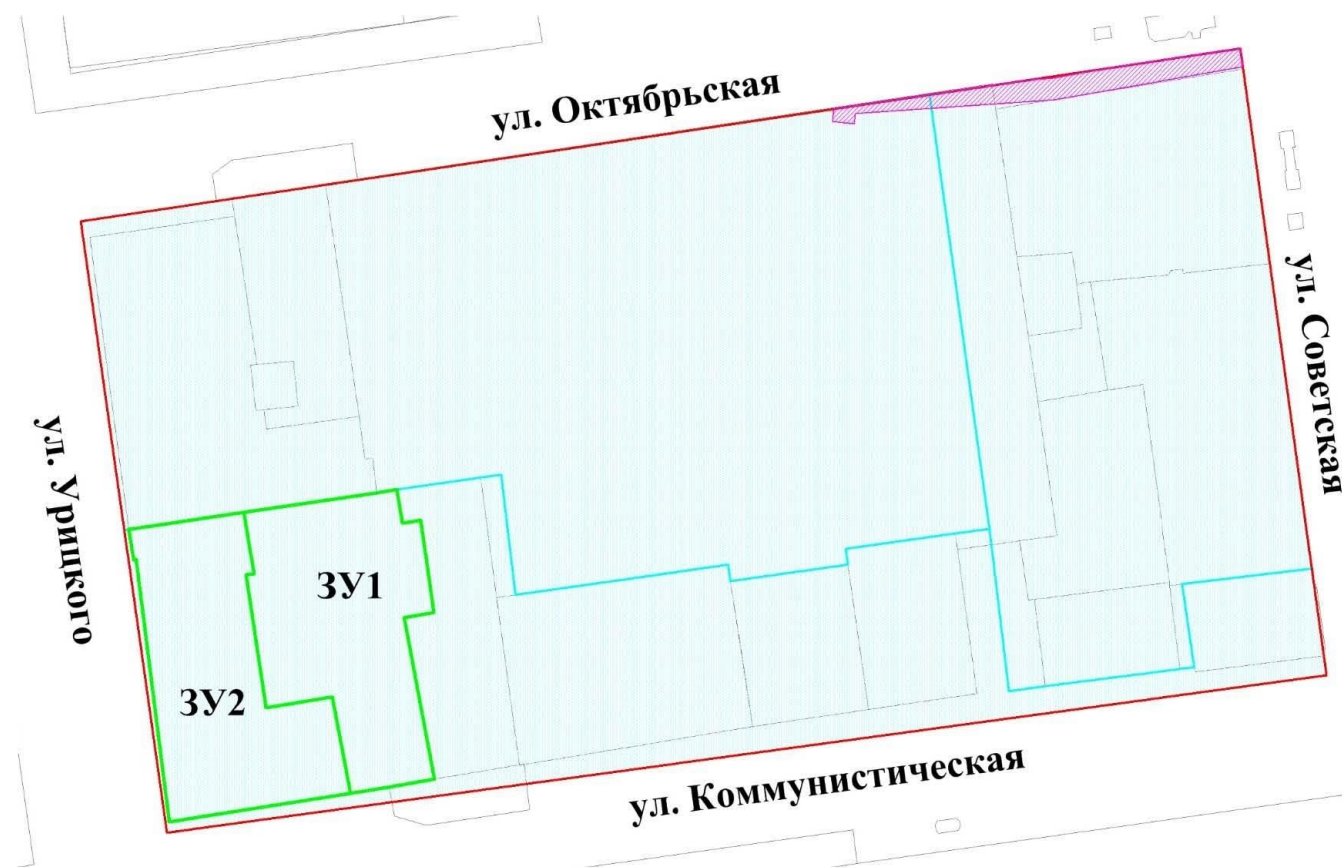 ул. Октябрьская
ул. Советская
ул. Урицкого
ЗУ1
ЗУ2
ул. Коммунистическая